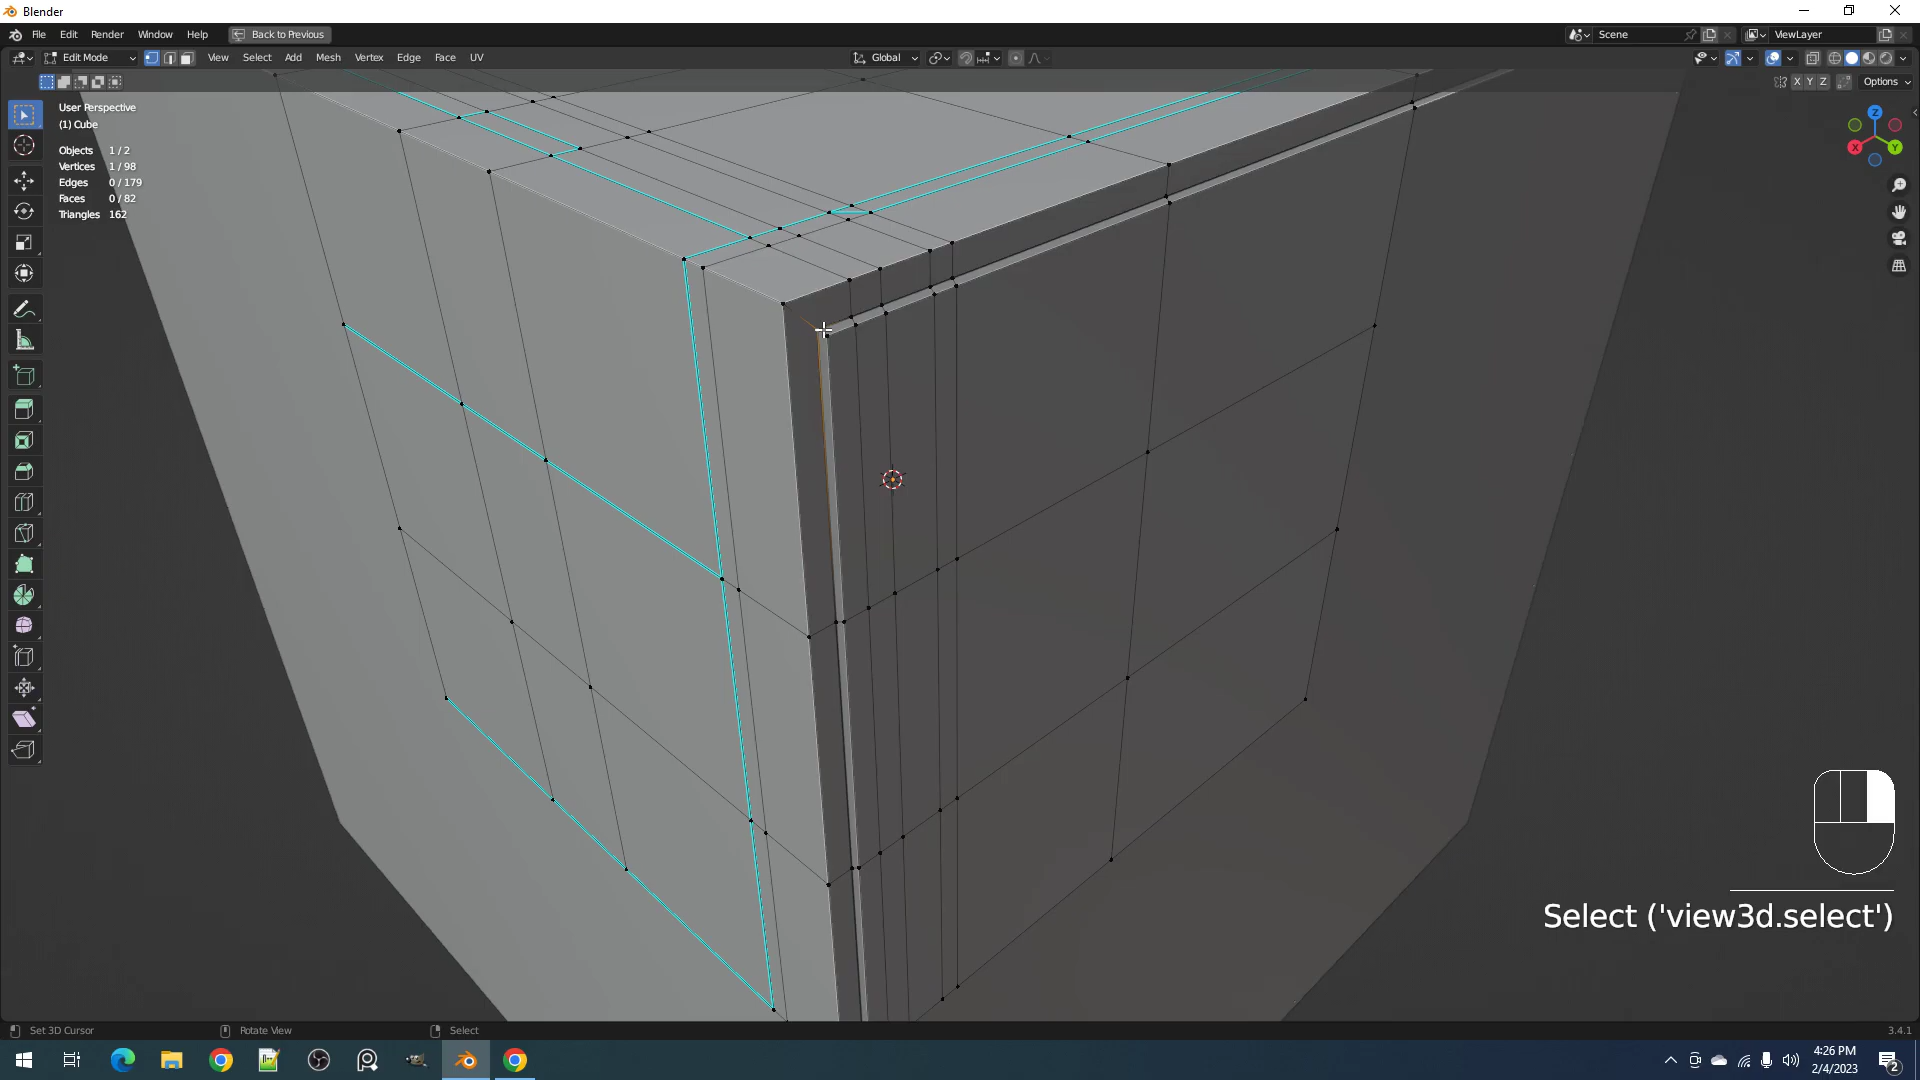 Blender
File Edit Render Window Help Back to Previous Scene ViewLayer
Edit Mode View Select Add Mesh Vertex Edge Face UV Global
X Y Z Options
User Perspective
(1) Cube
Objects 1 / 2
Vertices 1 / 98
Edges 0 / 179
Faces 0 / 82
Triangles 162
Z
X Y
Select ('view3d.select')
Set 3D Cursor Rotate View Select 3.4.1
4:26 PM
2/4/2023
2